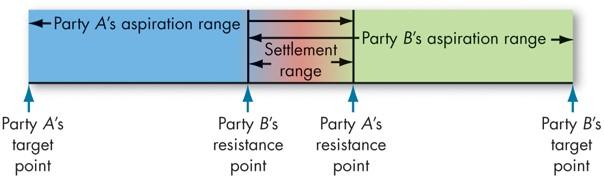 Party A's aspiration range
Party B's aspiration range
Settlement
range
Party A's
target
point
Party B's
resistance
point
Party A's
resistance
point
Party B's
target
point